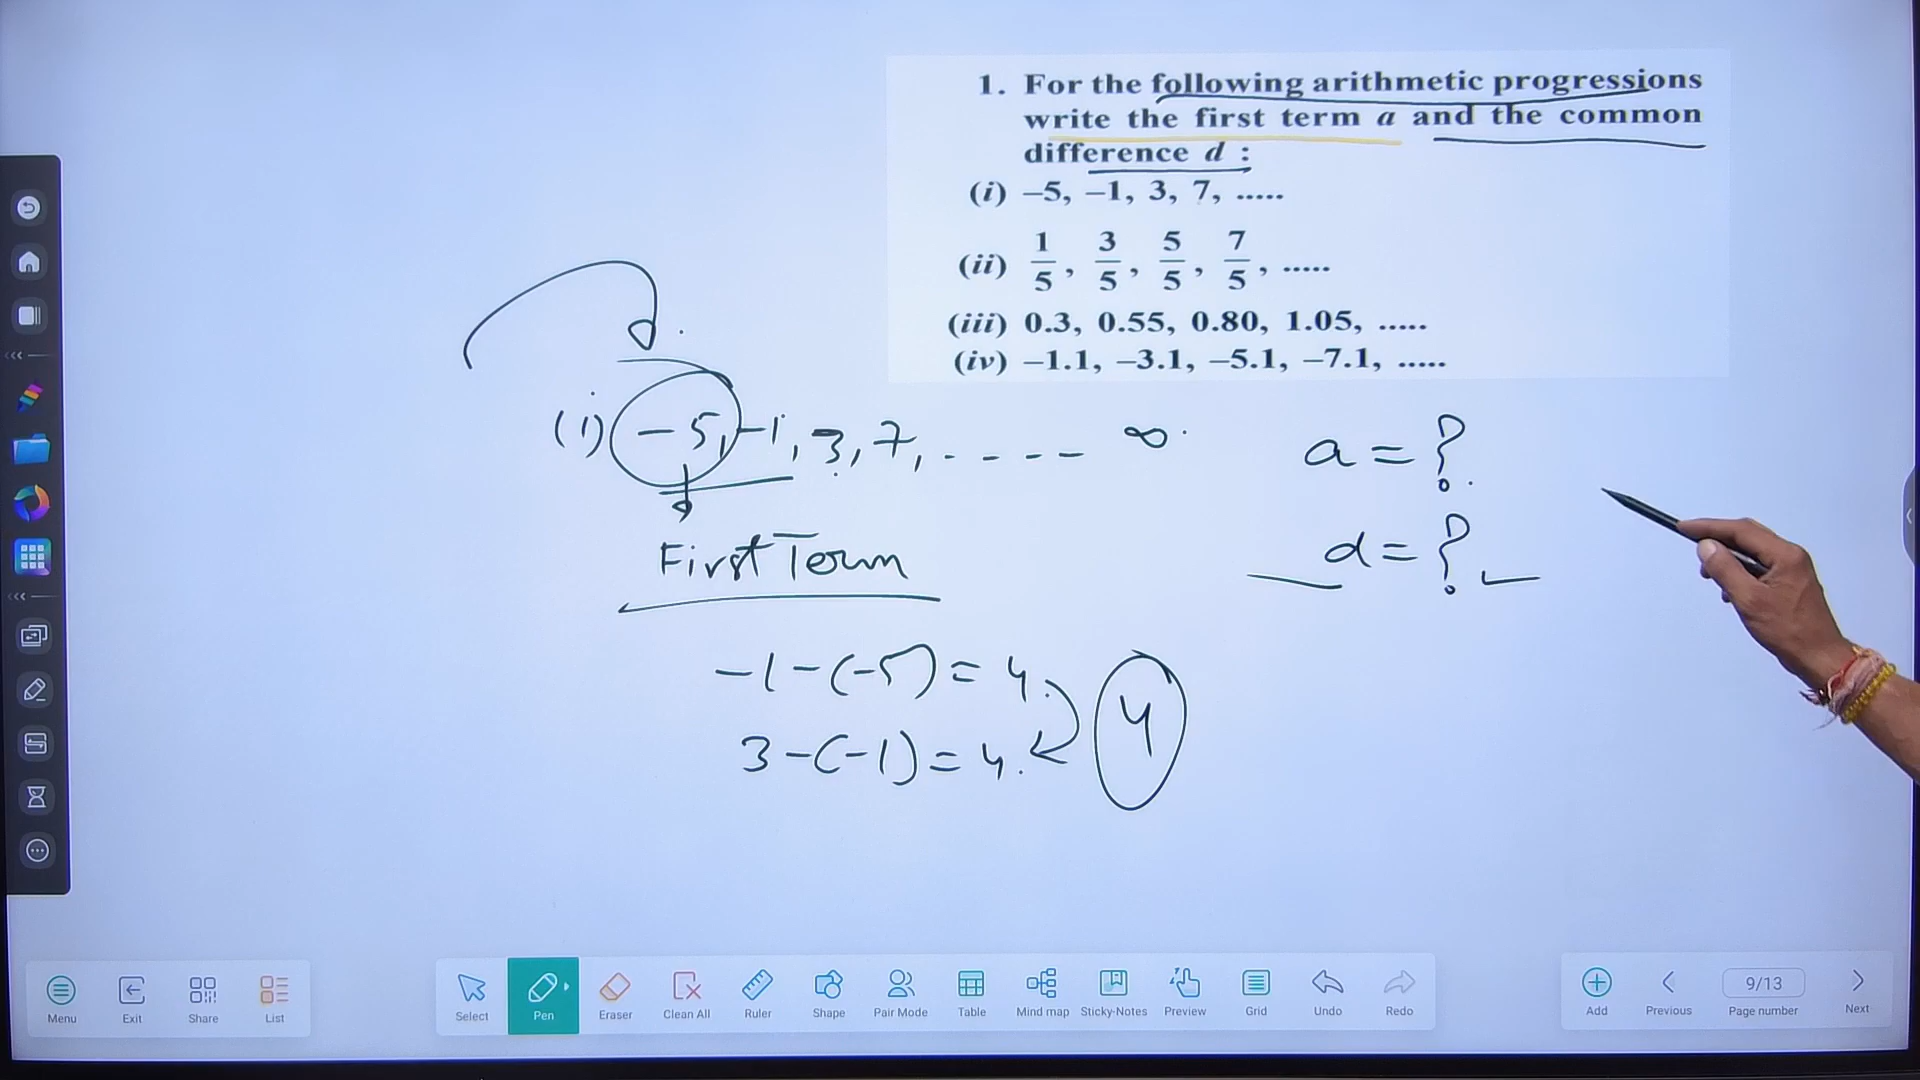 1. For the following arithmetic progressions
write the first term a and the common
difference d :
(i) –5, –1, 3, 7, .....
(ii) 1/5, 3/5, 5/5, 7/5, .....
(iii) 0.3, 0.55, 0.80, 1.05, .....
(iv) –1.1, –3.1, –5.1, –7.1, .....
(i) -5, -1, 3, 7, - - - - ∞
a = ?
d = ?
First Term
-1-(-5) = 4
3-(-1) = 4
4
Menu
Exit
Share
List
Select
Pen
Eraser
Clean All
Ruler
Shape
Pair Mode
Table
Mind map
Sticky-Notes
Preview
Grid
Undo
Redo
Add
Previous
9/13
Page number
Next